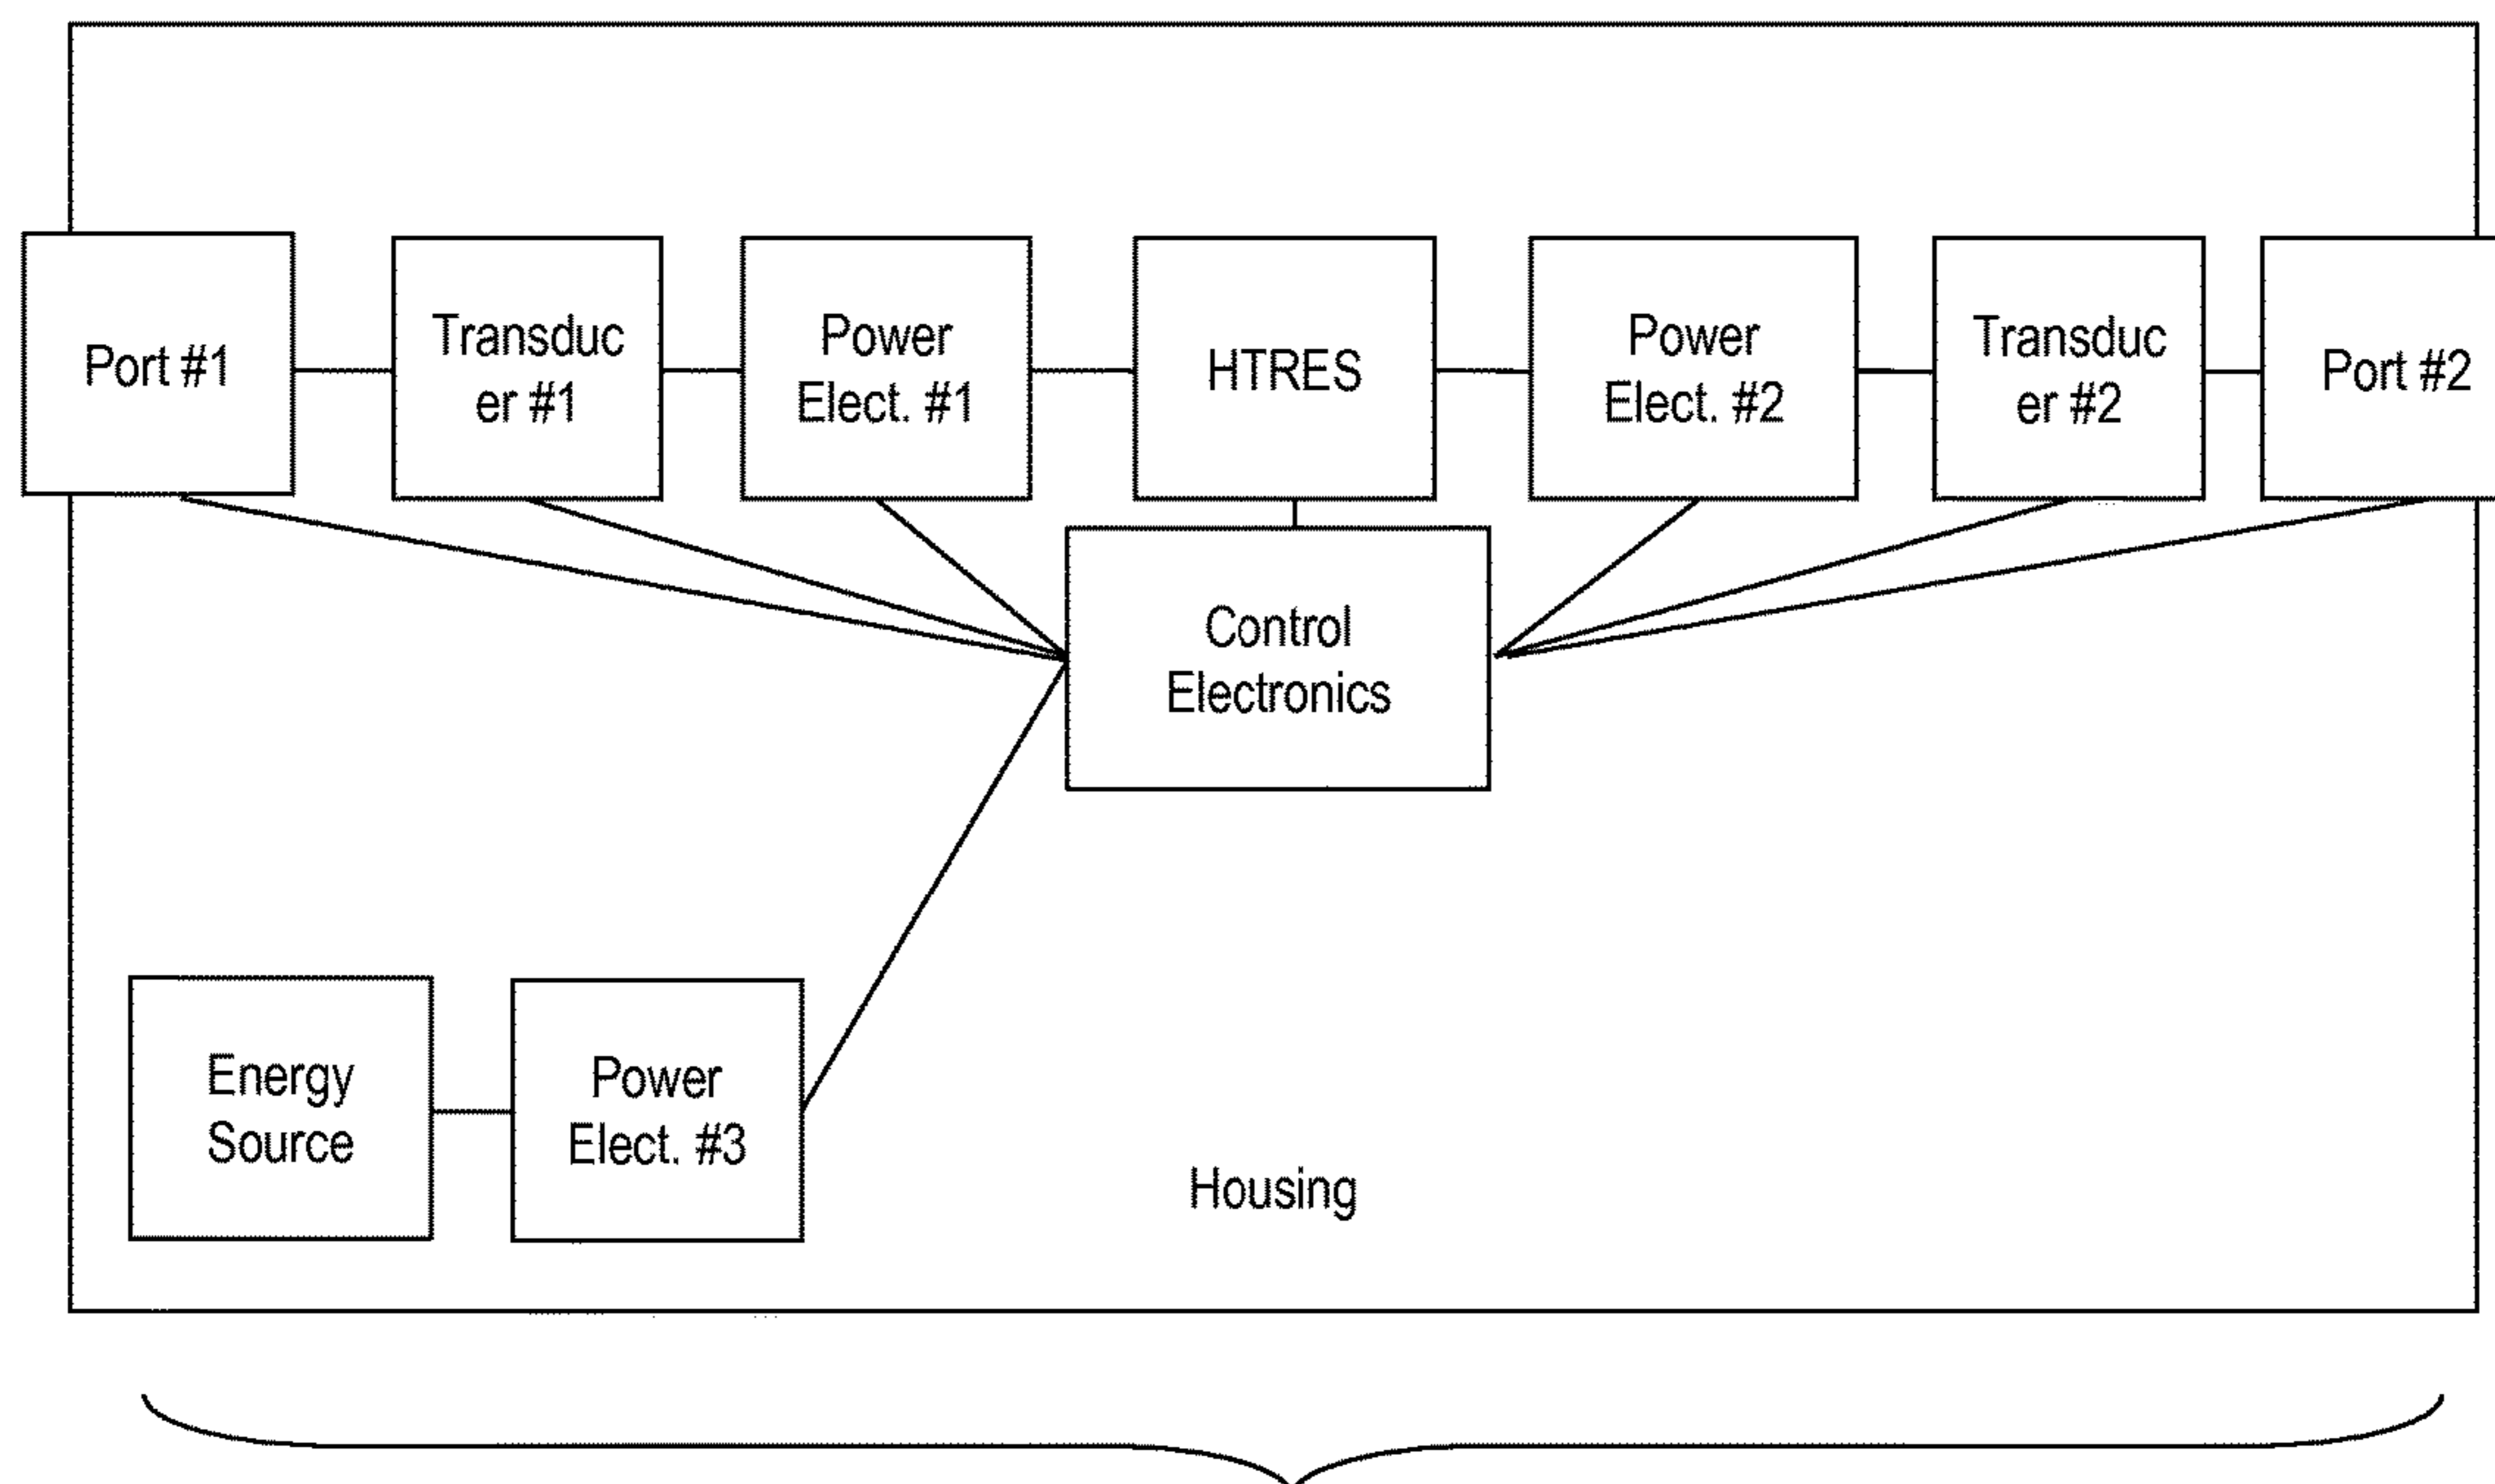 Port #1
Transduc
er #1
Power
Elect. #1
HTRES
Power
Elect. #2
Transduc
er #2
Port #2
Control
Electronics
Energy
Source
Power
Elect. #3
Housing